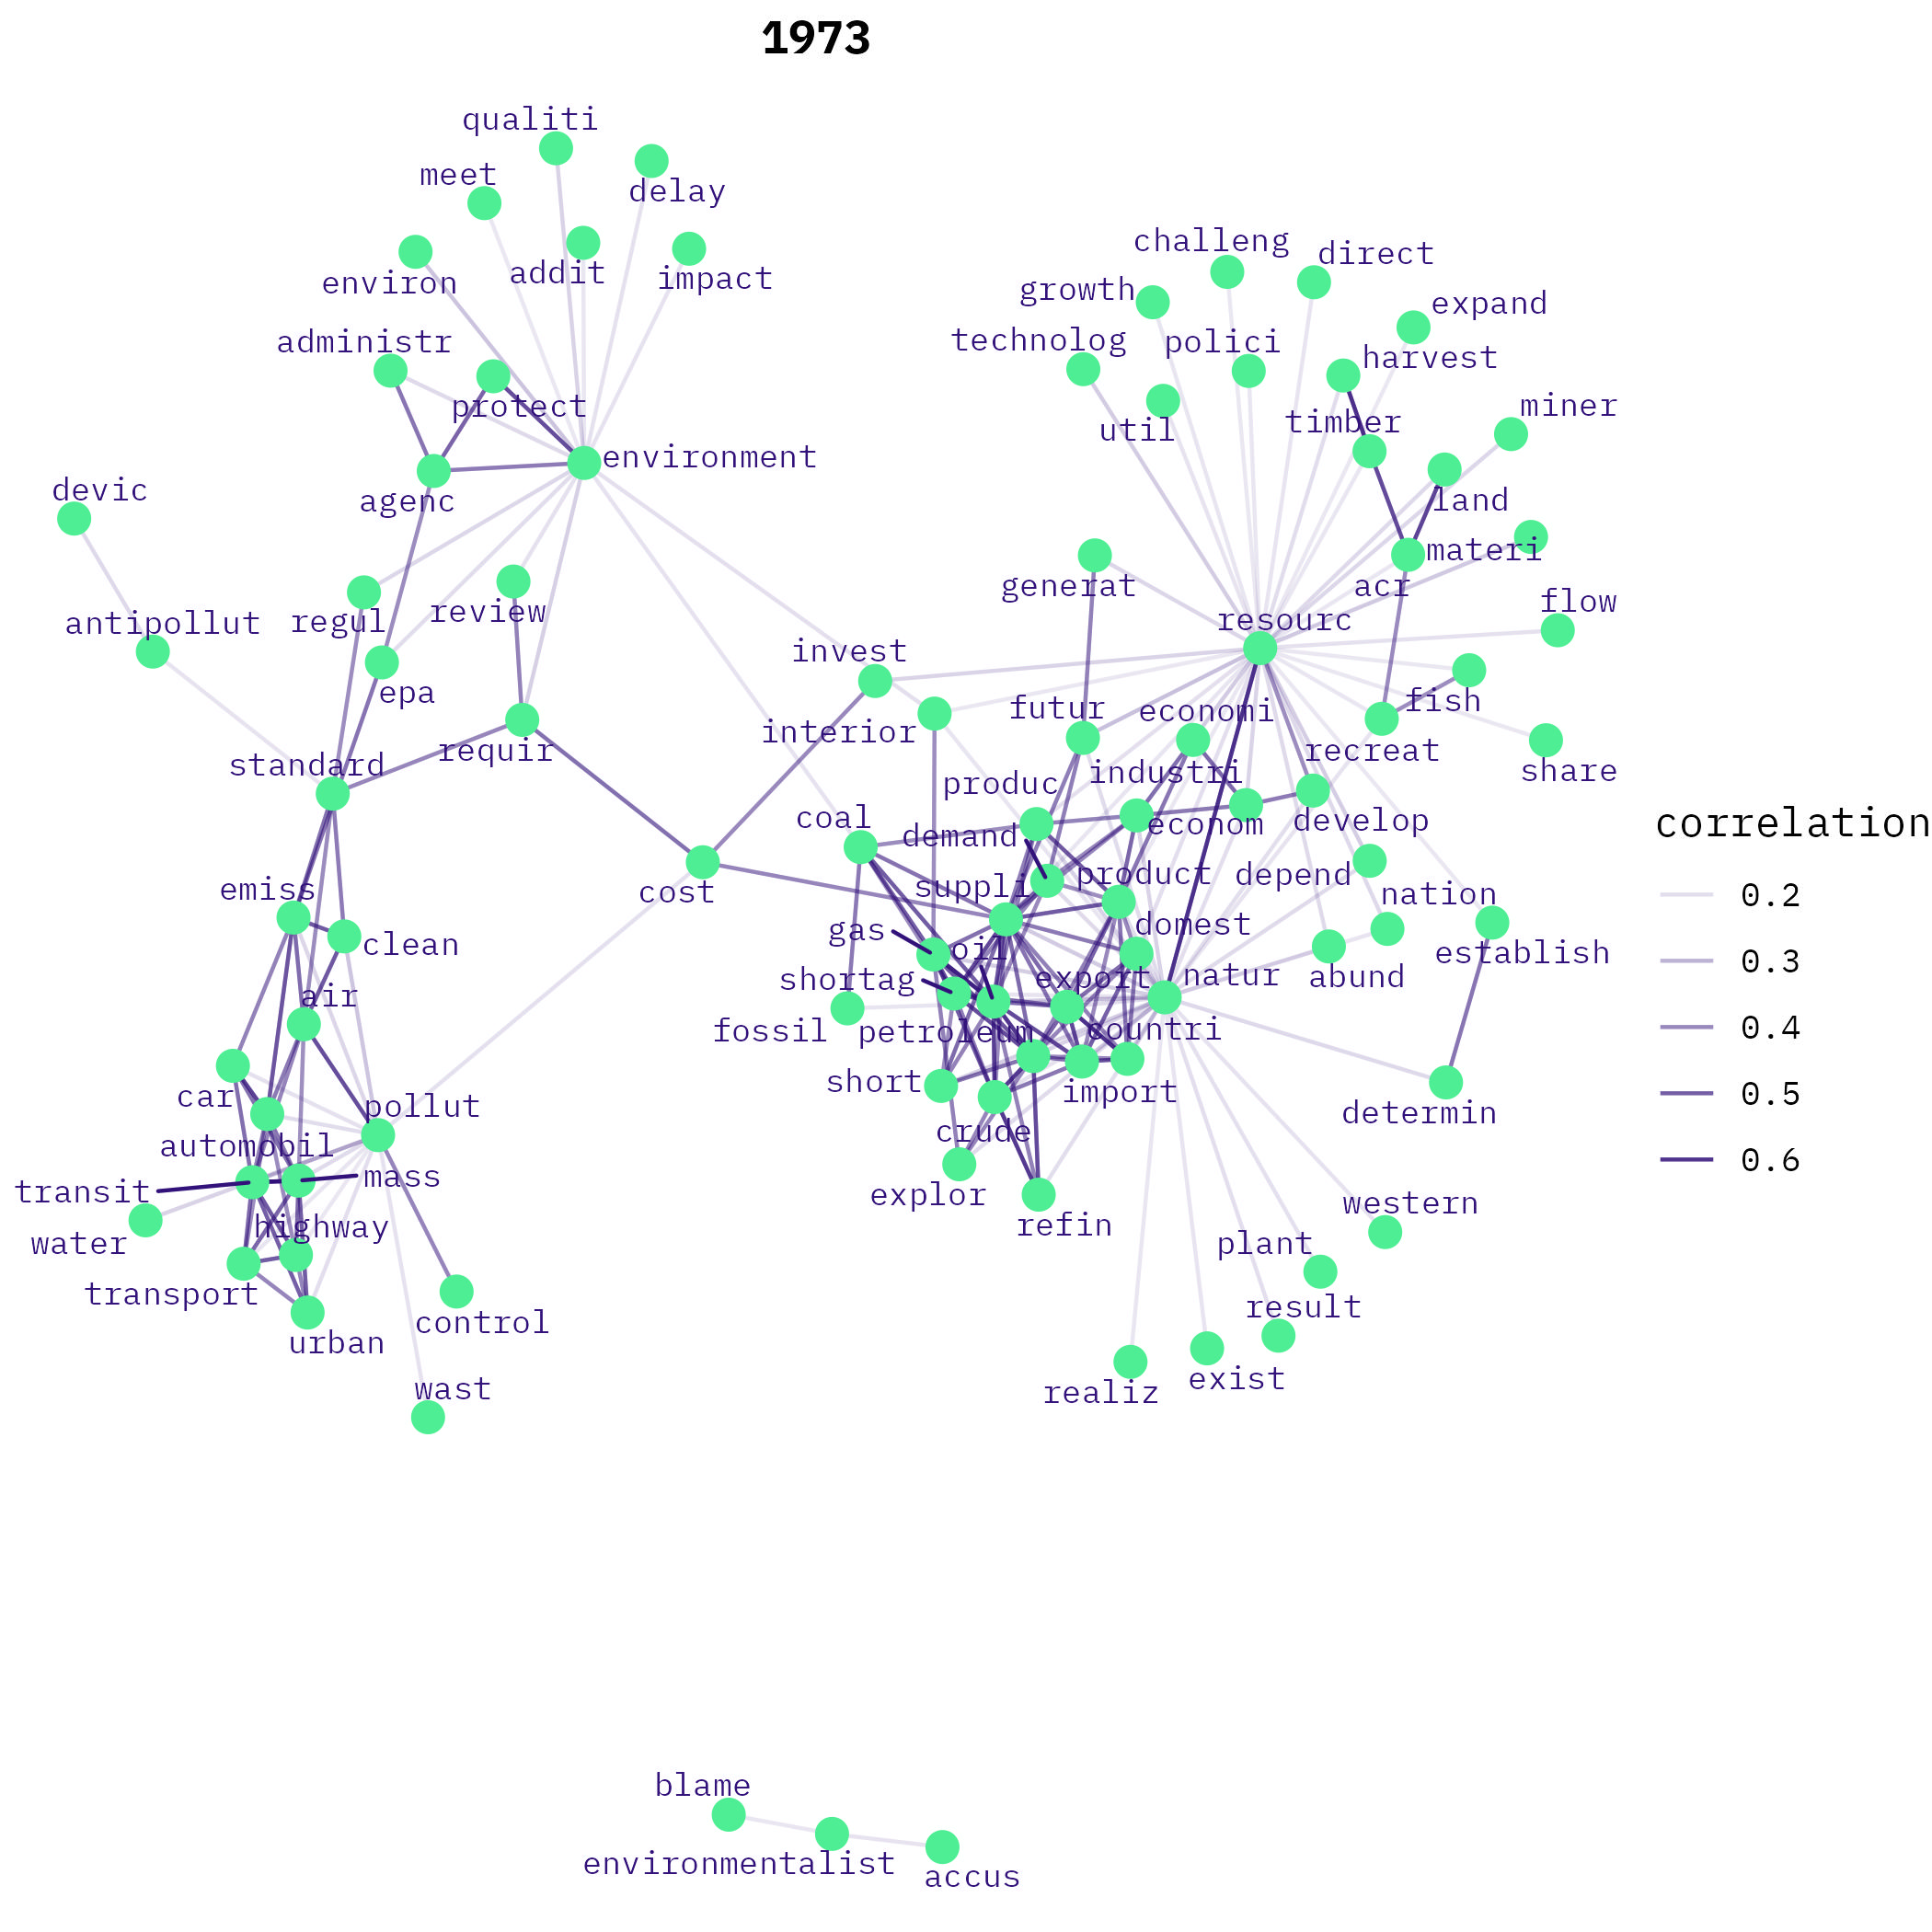 1973
qualiti
meet
delay
environ
addit
impact
challeng
direct
growth
expand
technolog
polici
administr
harvest
protect
util
timber
miner
environment
devic
agenc
land
materi
generat
acr
flow
antipollut
regul
review
resourc
invest
epa
fish
futur
economi
interior
standard
requir
recreat
industri
share
produc
coal
demand
econom
develop
correlation
emiss
cost
suppli
product
depend
nation
0.2
gas
domest
clean
oil
establish
0.3
shortag
export
natur
abund
air
fossil
petroleum
countri
0.4
car
short
import
0.5
pollut
determin
automobil
crude
0.6
transit
mass
explor
western
water
highway
refin
plant
transport
result
control
urban
realiz
exist
wast
blame
environmentalist
accus